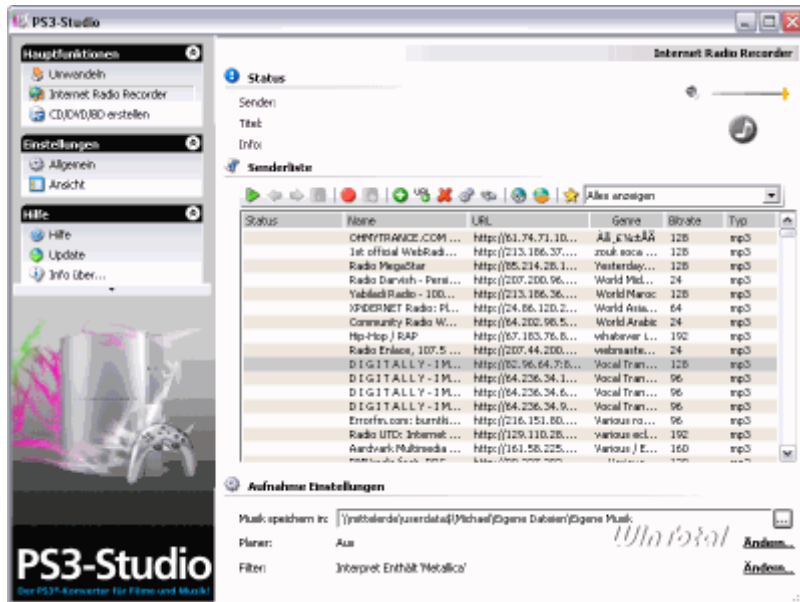 PS3-Studio
Hauptfunktionen
Umwandeln
Internet Radio Recorder
CD/DVD/BD erstellen
Einstellungen
Allgemein
Ansicht
Hilfe
Hilfe
Update
Info über...
PS3-Studio
Der PS3®-Konverter für Filme und Musik!
Internet Radio Recorder
Status
Sender:
Titel:
Info:
Senderliste
Alles anzeigen
Status Name URL Genre Bitrate Typ
OHMYTRANCE.COM ... http://61.74.71.10... 128 mp3
1st official WebRadi... http://213.186.37.... zouk soca ... 128 mp3
Radio MegaStar http://85.214.28.1... Yesterday... 128 mp3
Radio Darvish - Persi... http://207.200.96.... World Mid... 24 mp3
Yabiladi Radio - 100... http://213.186.36.... World Maroc 128 mp3
XPIDERNET Radio: Pl... http://24.86.120.2... World Asia... 64 mp3
Community Radio W... http://64.202.98.5... World Arabic 24 mp3
Hip-Hop / RAP http://67.183.76.8... whatever i... 192 mp3
Radio Enlace, 107.5 ... http://207.44.200.... webmaste... 24 mp3
D I G I T A L L Y - I M... http://82.96.64.7:8... Vocal Tran... 128 mp3
D I G I T A L L Y - I M... http://64.236.34.1... Vocal Tran... 96 mp3
D I G I T A L L Y - I M... http://64.236.34.6... Vocal Tran... 96 mp3
D I G I T A L L Y - I M... http://64.236.34.9... Vocal Tran... 96 mp3
Errorfm.com: burntli... http://216.151.80.... Various ro... 96 mp3
Radio UTD: Internet ... http://129.110.28.... various ecl... 192 mp3
Aardvark Multimedia ... http://161.58.225.... Various / E... 160 mp3
Various 128 mp3
Aufnahme Einstellungen
Musik speichern in: \\mittelerde\userdata$\Michael\Eigene Dateien\Eigene Musik
...
WinTotal
Planer: Aus Ändern...
Filter: Interpret Enthält 'Metallica' Ändern...